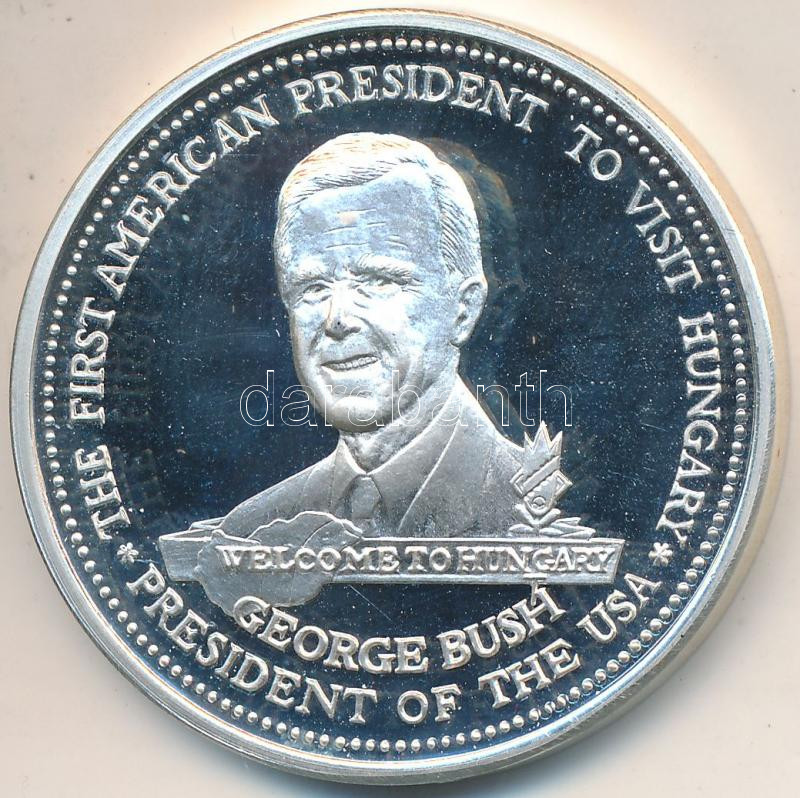 THE FIRST AMERICAN PRESIDENT TO VISIT HUNGARY
darabanth
WELCOME TO HUNGARY
GEORGE BUSH
* PRESIDENT OF THE USA *